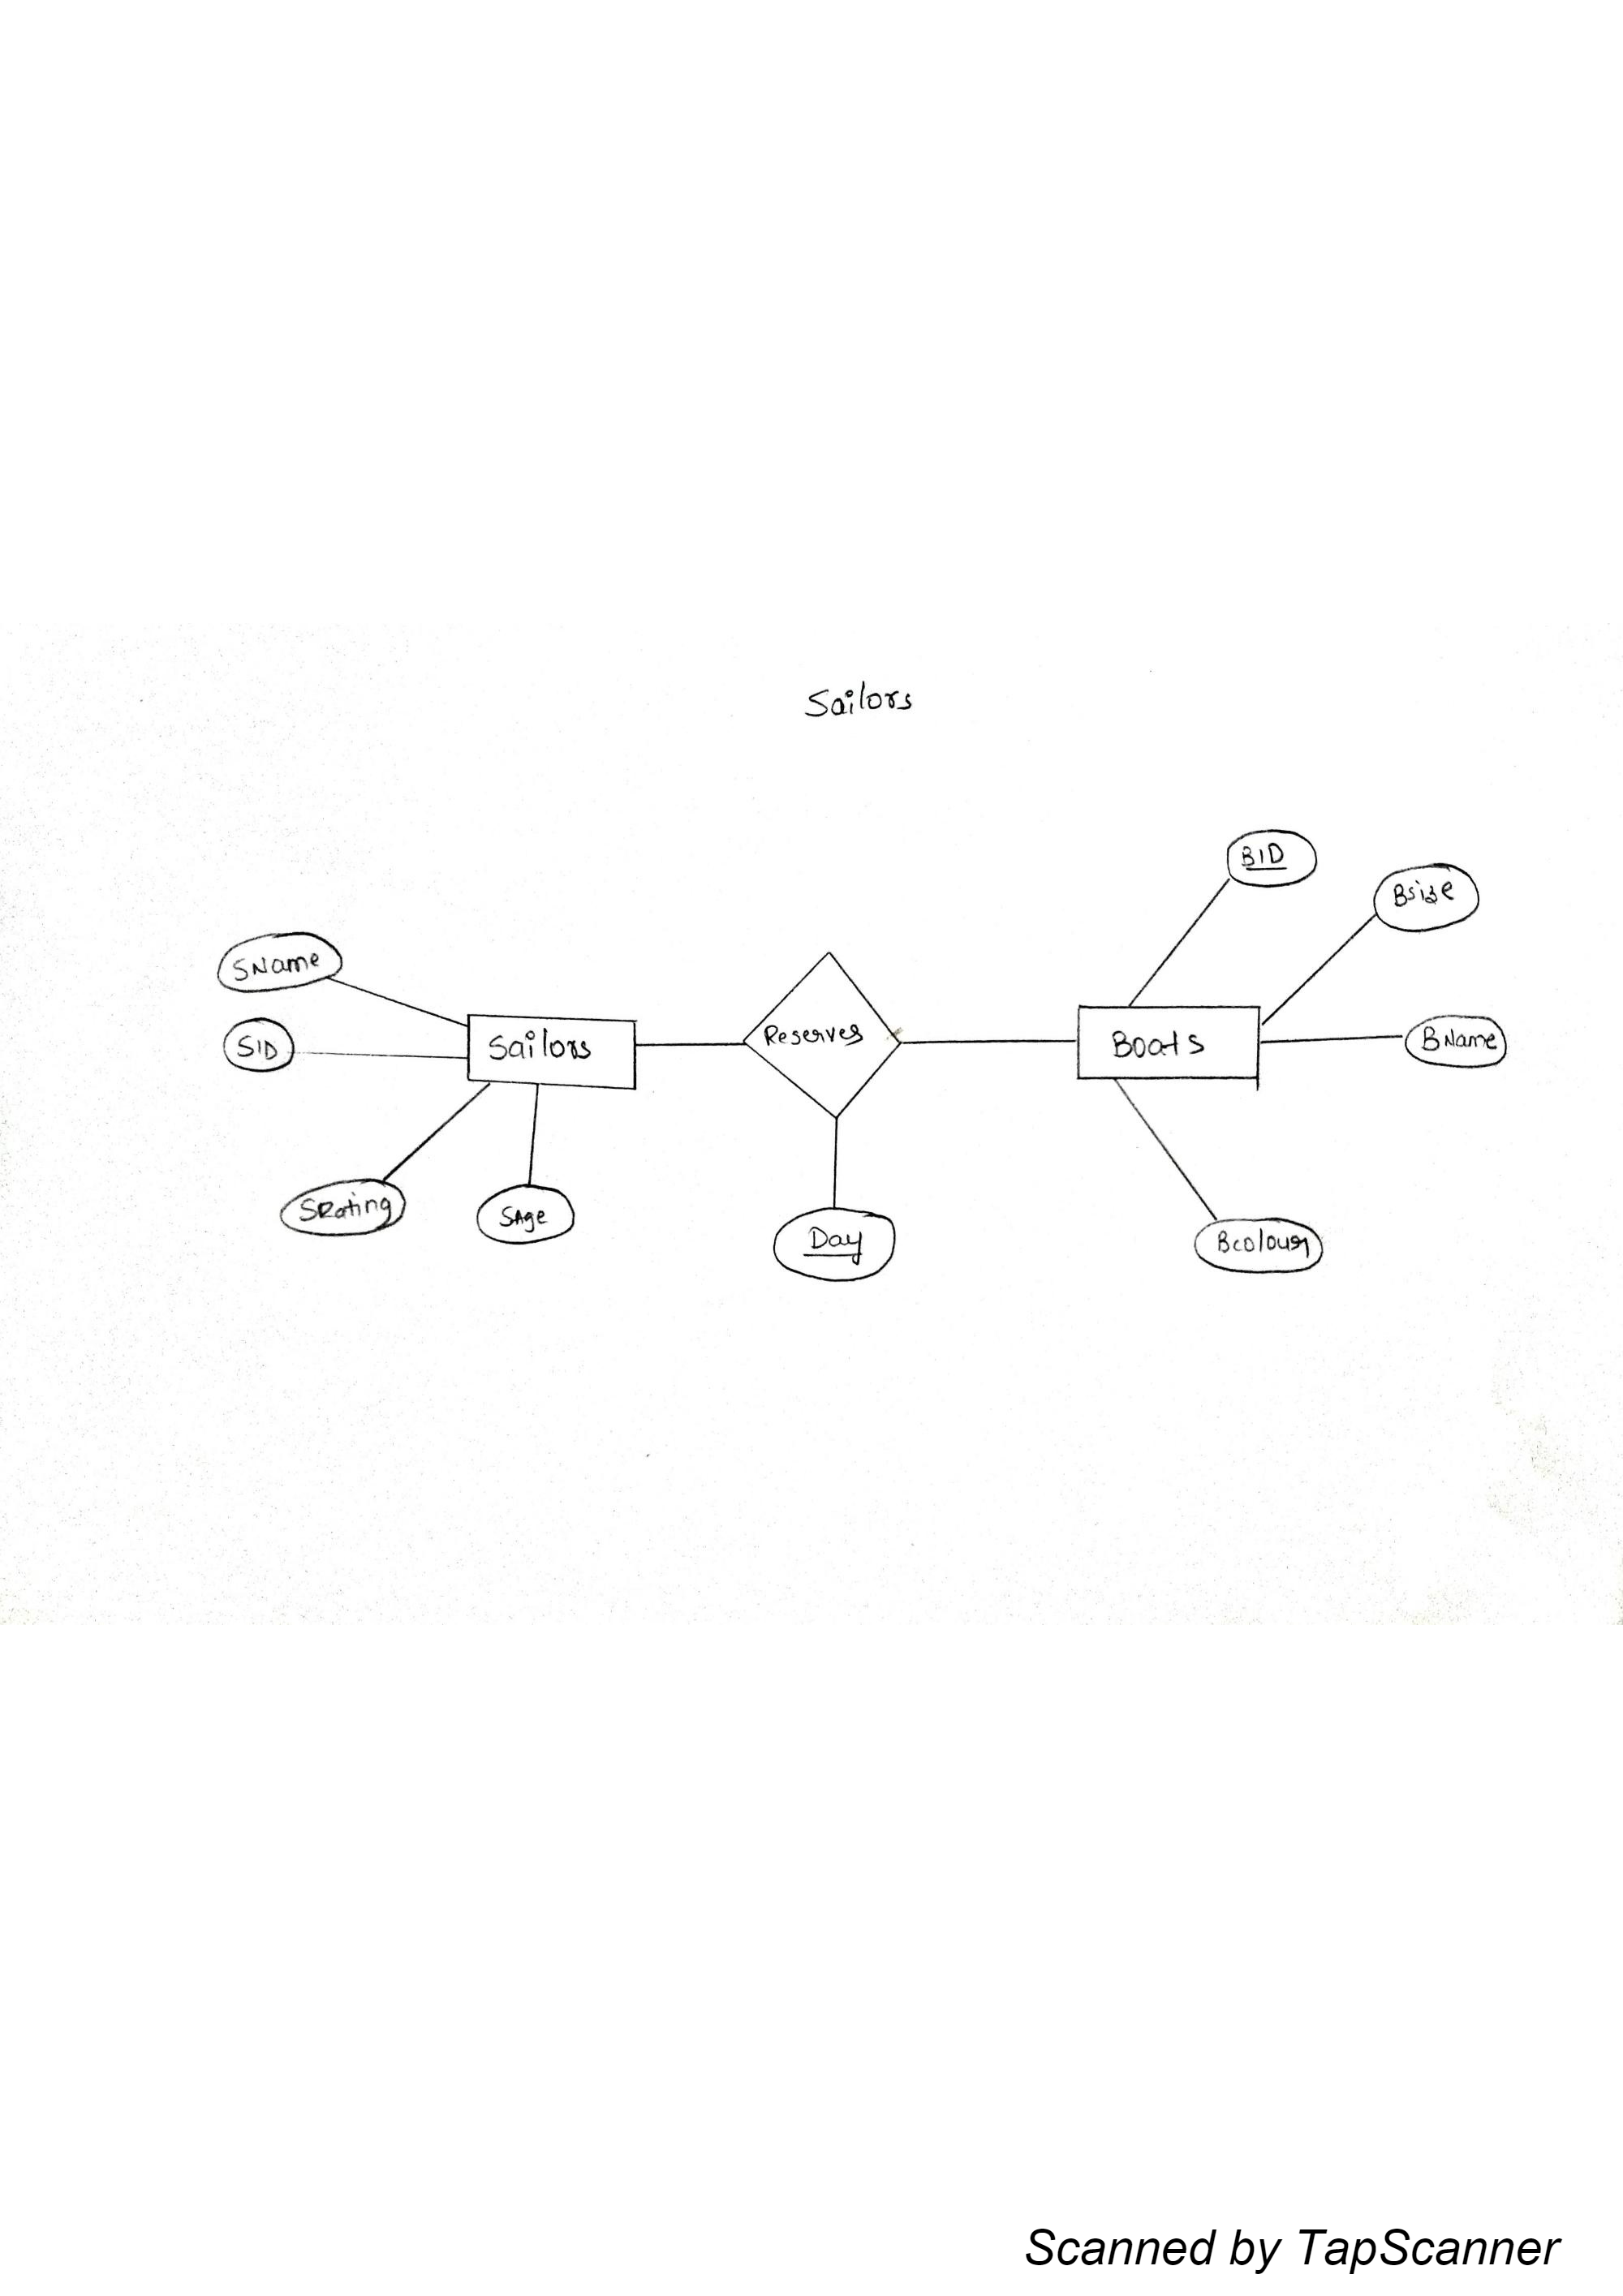 Sailors
BID
Bsize
SName
Reserves
BName
SID
Sailors
Boats
SRating
SAge
Day
Bcolour
Scanned by TapScanner